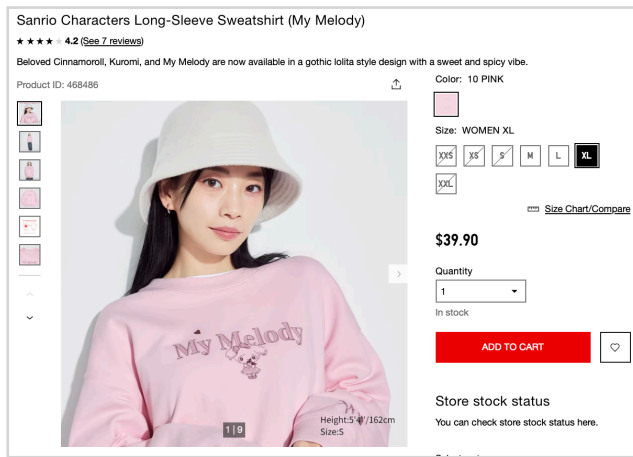 Sanrio Characters Long-Sleeve Sweatshirt (My Melody)
4.2 (See 7 reviews)
Beloved Cinnamoroll, Kuromi, and My Melody are now available in a gothic lolita style design with a sweet and spicy vibe.
Product ID: 468486
Color: 10 PINK
Size: WOMEN XL
XXS XS S M L XL
XXL
Size Chart/Compare
$39.90
Quantity
1
In stock
ADD TO CART
My Melody
1|9
Height:5'4"/162cm
Size:S
Store stock status
You can check store stock status here.